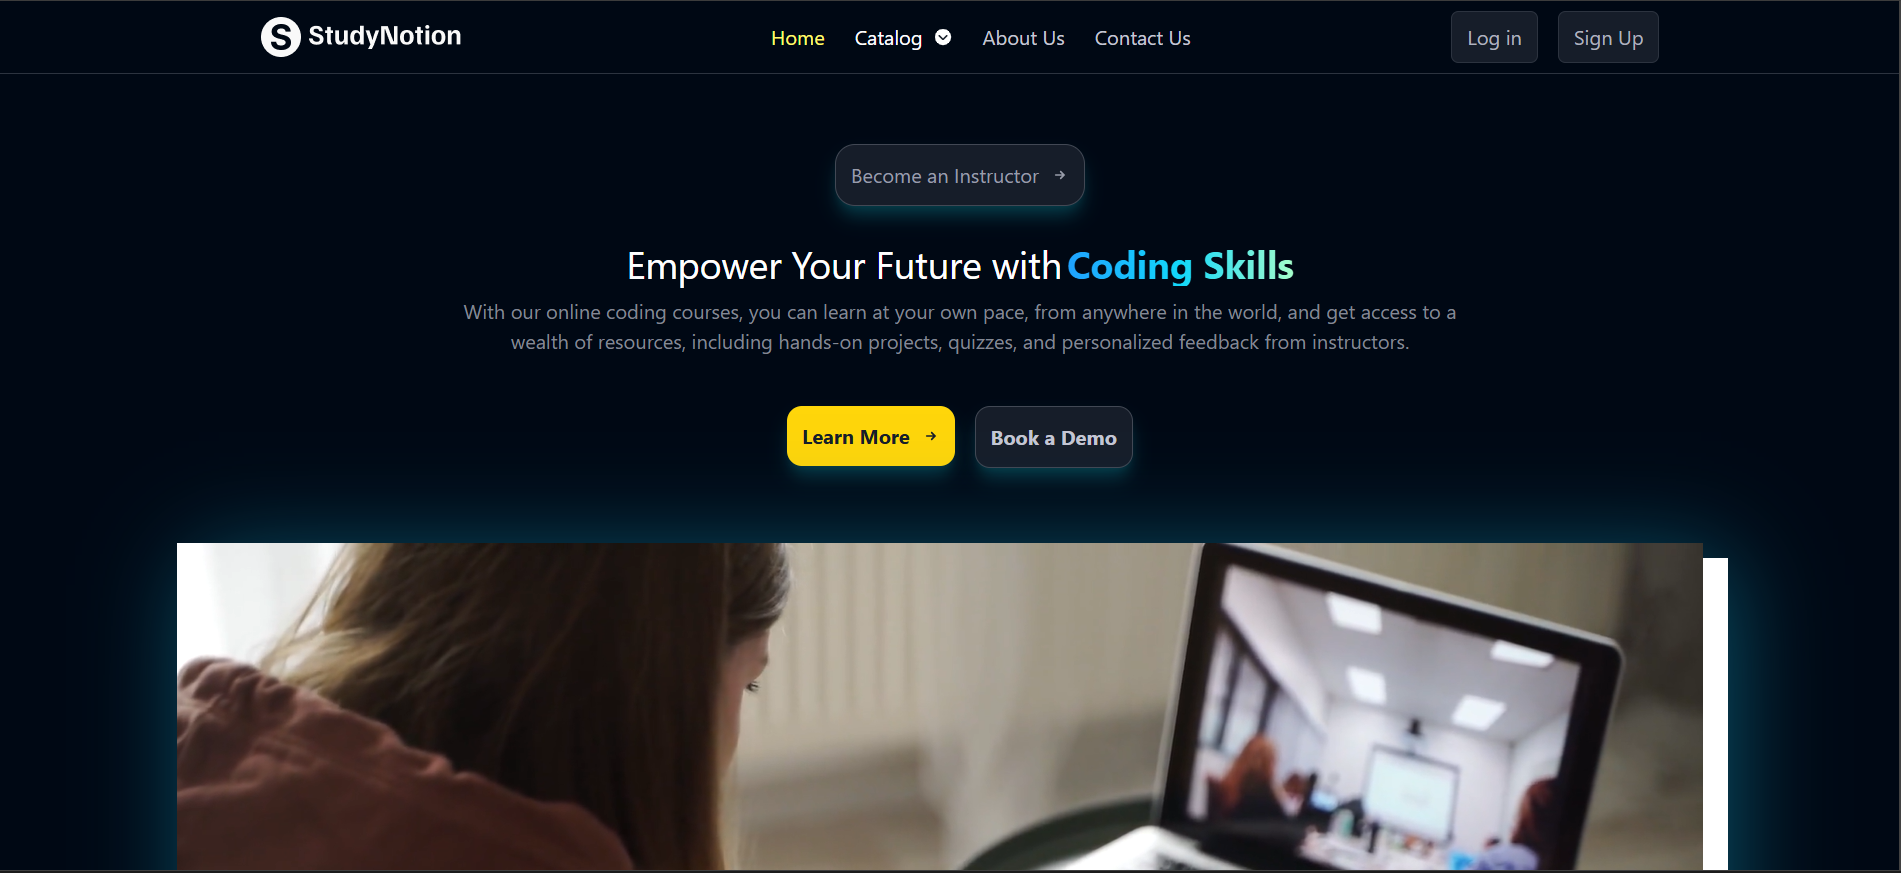 StudyNotion
Home
Catalog
About Us
Contact Us
Log in
Sign Up
Become an Instructor →
Empower Your Future with Coding Skills
With our online coding courses, you can learn at your own pace, from anywhere in the world, and get access to a
wealth of resources, including hands-on projects, quizzes, and personalized feedback from instructors.
Learn More →
Book a Demo